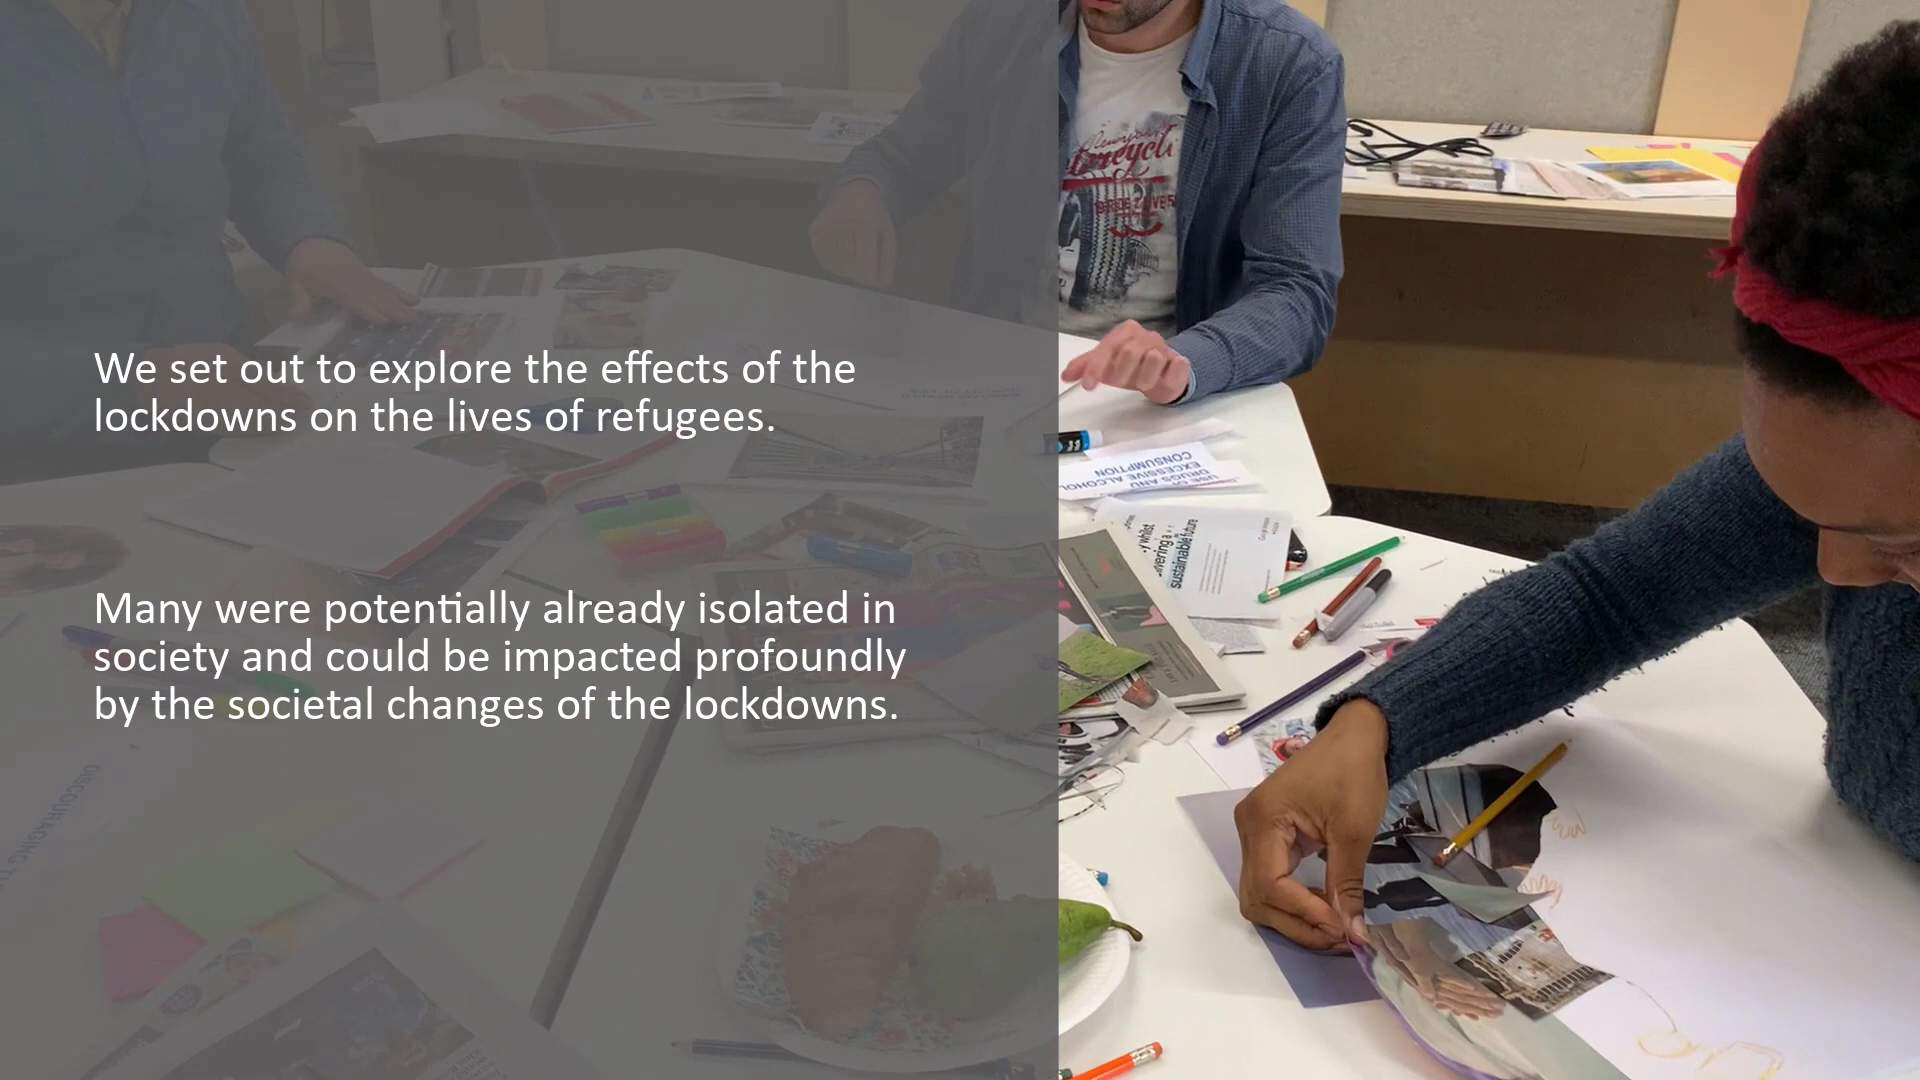 We set out to explore the effects of the
lockdowns on the lives of refugees.
Many were potentially already isolated in
society and could be impacted profoundly
by the societal changes of the lockdowns.
USE OF
DRUGS AND
EXCESSIVE ALCOHOL
CONSUMPTION
whilst
sustainable future
DISCOURAGING